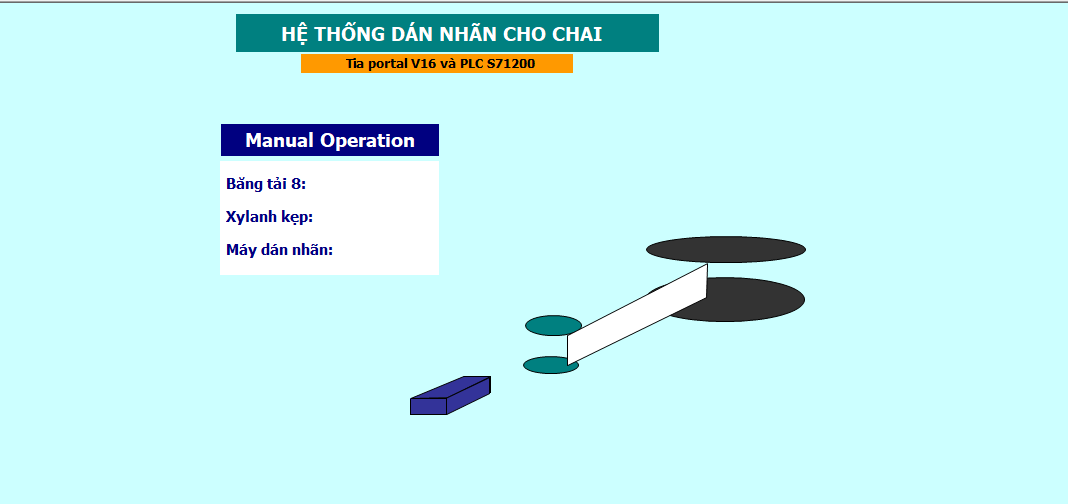 HỆ THỐNG DÁN NHÃN CHO CHAI
Tia portal V16 và PLC S71200
Manual Operation
Băng tải 8:
Xylanh kẹp:
Máy dán nhãn: